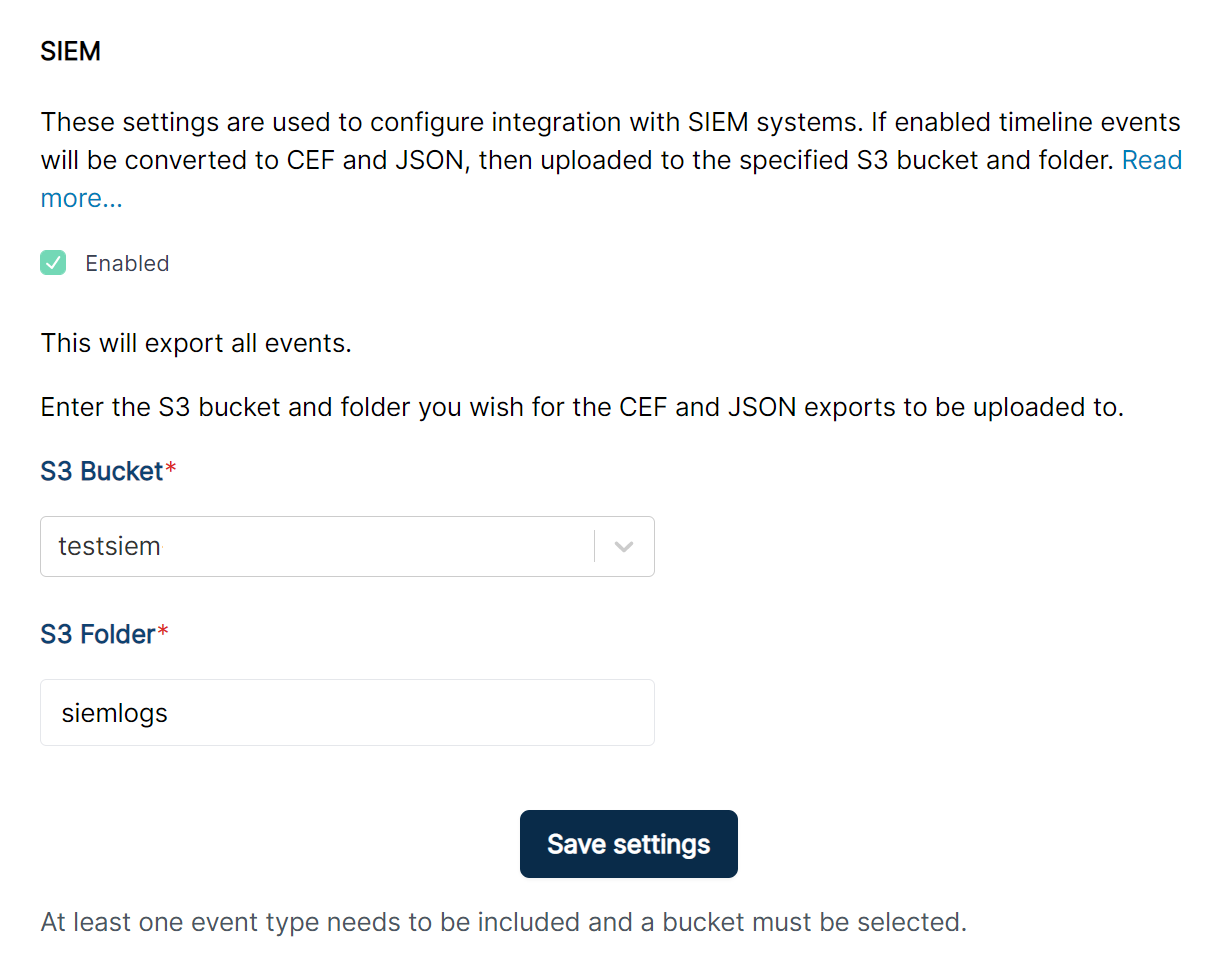 SIEM
These settings are used to configure integration with SIEM systems. If enabled timeline events
will be converted to CEF and JSON, then uploaded to the specified S3 bucket and folder. Read
more...
Enabled
This will export all events.
Enter the S3 bucket and folder you wish for the CEF and JSON exports to be uploaded to.
S3 Bucket*
testsiem
S3 Folder*
siemlogs
Save settings
At least one event type needs to be included and a bucket must be selected.